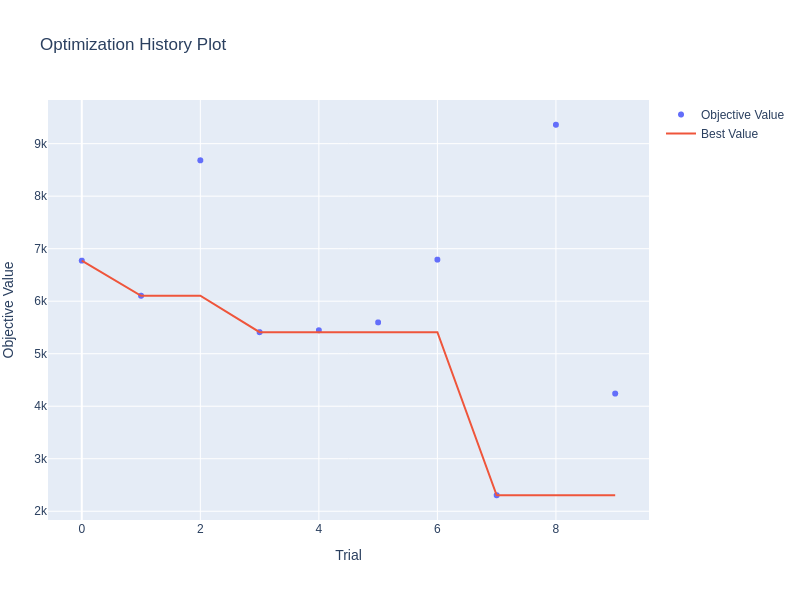 Optimization History Plot
Objective Value
Best Value
9k
8k
7k
6k
5k
4k
3k
2k
Objective Value
0 2 4 6 8
Trial